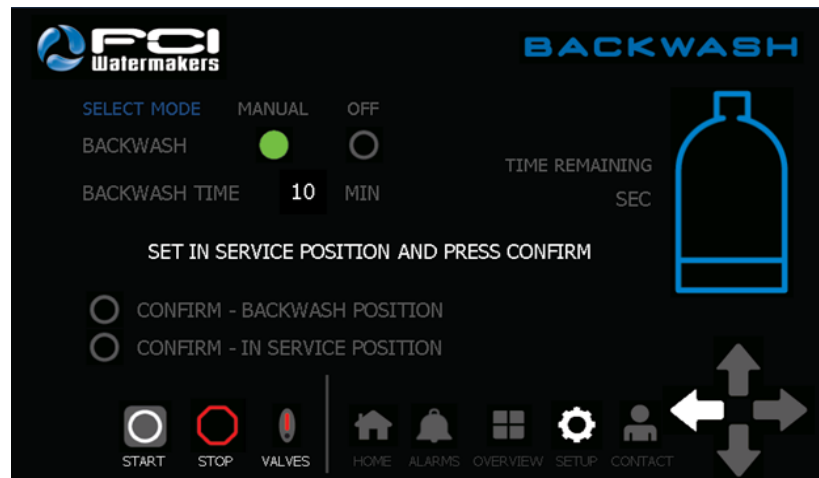 FCI
Watermakers
BACKWASH
SELECT MODE MANUAL OFF
BACKWASH
BACKWASH TIME 10 MIN
TIME REMAINING
SEC
SET IN SERVICE POSITION AND PRESS CONFIRM
CONFIRM - BACKWASH POSITION
CONFIRM - IN SERVICE POSITION
START STOP VALVES HOME ALARMS OVERVIEW SETUP CONTACT